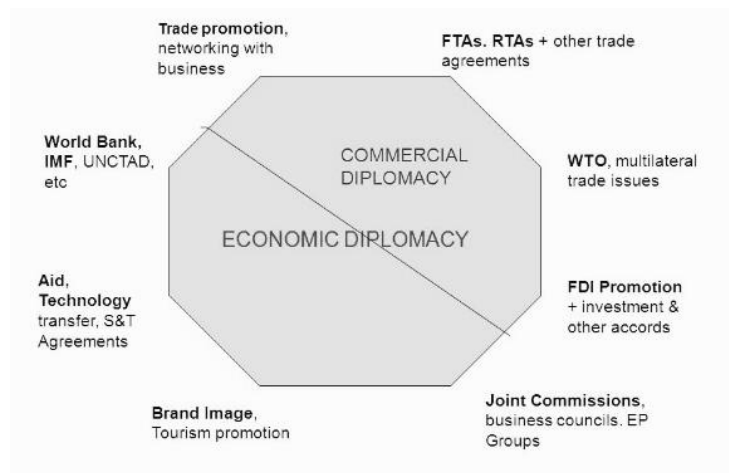 Trade promotion,
networking with
business
FTAs. RTAs + other trade
agreements
World Bank,
IMF, UNCTAD,
etc
COMMERCIAL
DIPLOMACY
WTO, multilateral
trade issues
ECONOMIC DIPLOMACY
Aid,
Technology
transfer, S&T
Agreements
FDI Promotion
+ investment &
other accords
Brand Image,
Tourism promotion
Joint Commissions,
business councils. EP
Groups